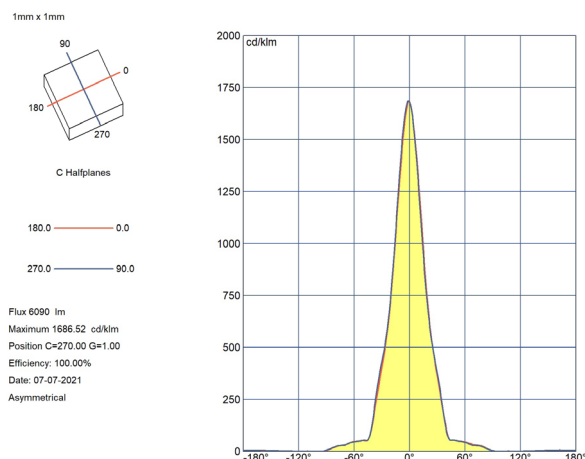 1mm x 1mm
90
0
180
270
C Halfplanes
180.0 0.0
270.0 90.0
Flux 6090 lm
Maximum 1686.52 cd/klm
Position C=270.00 G=1.00
Efficiency: 100.00%
Date: 07-07-2021
Asymmetrical
2000
cd/klm
1750
1500
1250
1000
750
500
250
0
-180° -120° -60° 0° 60° 120° 180°